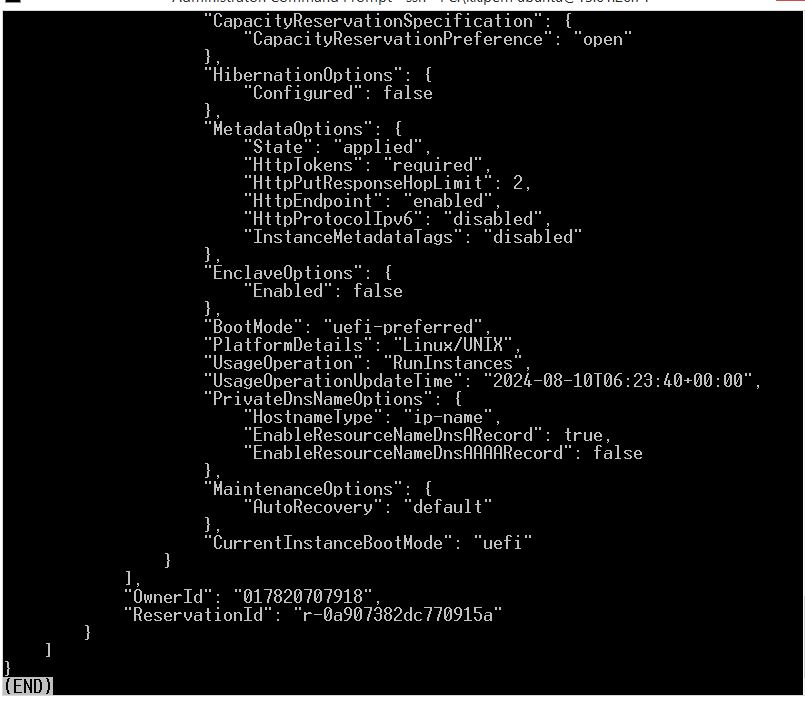 "CapacityReservationSpecification": {
"CapacityReservationPreference": "open"
},
"HibernationOptions": {
"Configured": false
},
"MetadataOptions": {
"State": "applied",
"HttpTokens": "required",
"HttpPutResponseHopLimit": 2,
"HttpEndpoint": "enabled",
"HttpProtocolIpv6": "disabled",
"InstanceMetadataTags": "disabled"
},
"EnclaveOptions": {
"Enabled": false
},
"BootMode": "uefi-preferred",
"PlatformDetails": "Linux/UNIX",
"UsageOperation": "RunInstances",
"UsageOperationUpdateTime": "2024-08-10T06:23:40+00:00",
"PrivateDnsNameOptions": {
"HostnameType": "ip-name",
"EnableResourceNameDnsARecord": true,
"EnableResourceNameDnsAAAARecord": false
},
"MaintenanceOptions": {
"AutoRecovery": "default"
},
"CurrentInstanceBootMode": "uefi"
}
],
"OwnerId": "017820707918",
"ReservationId": "r-0a907382dc770915a"
}
]
}
(END)